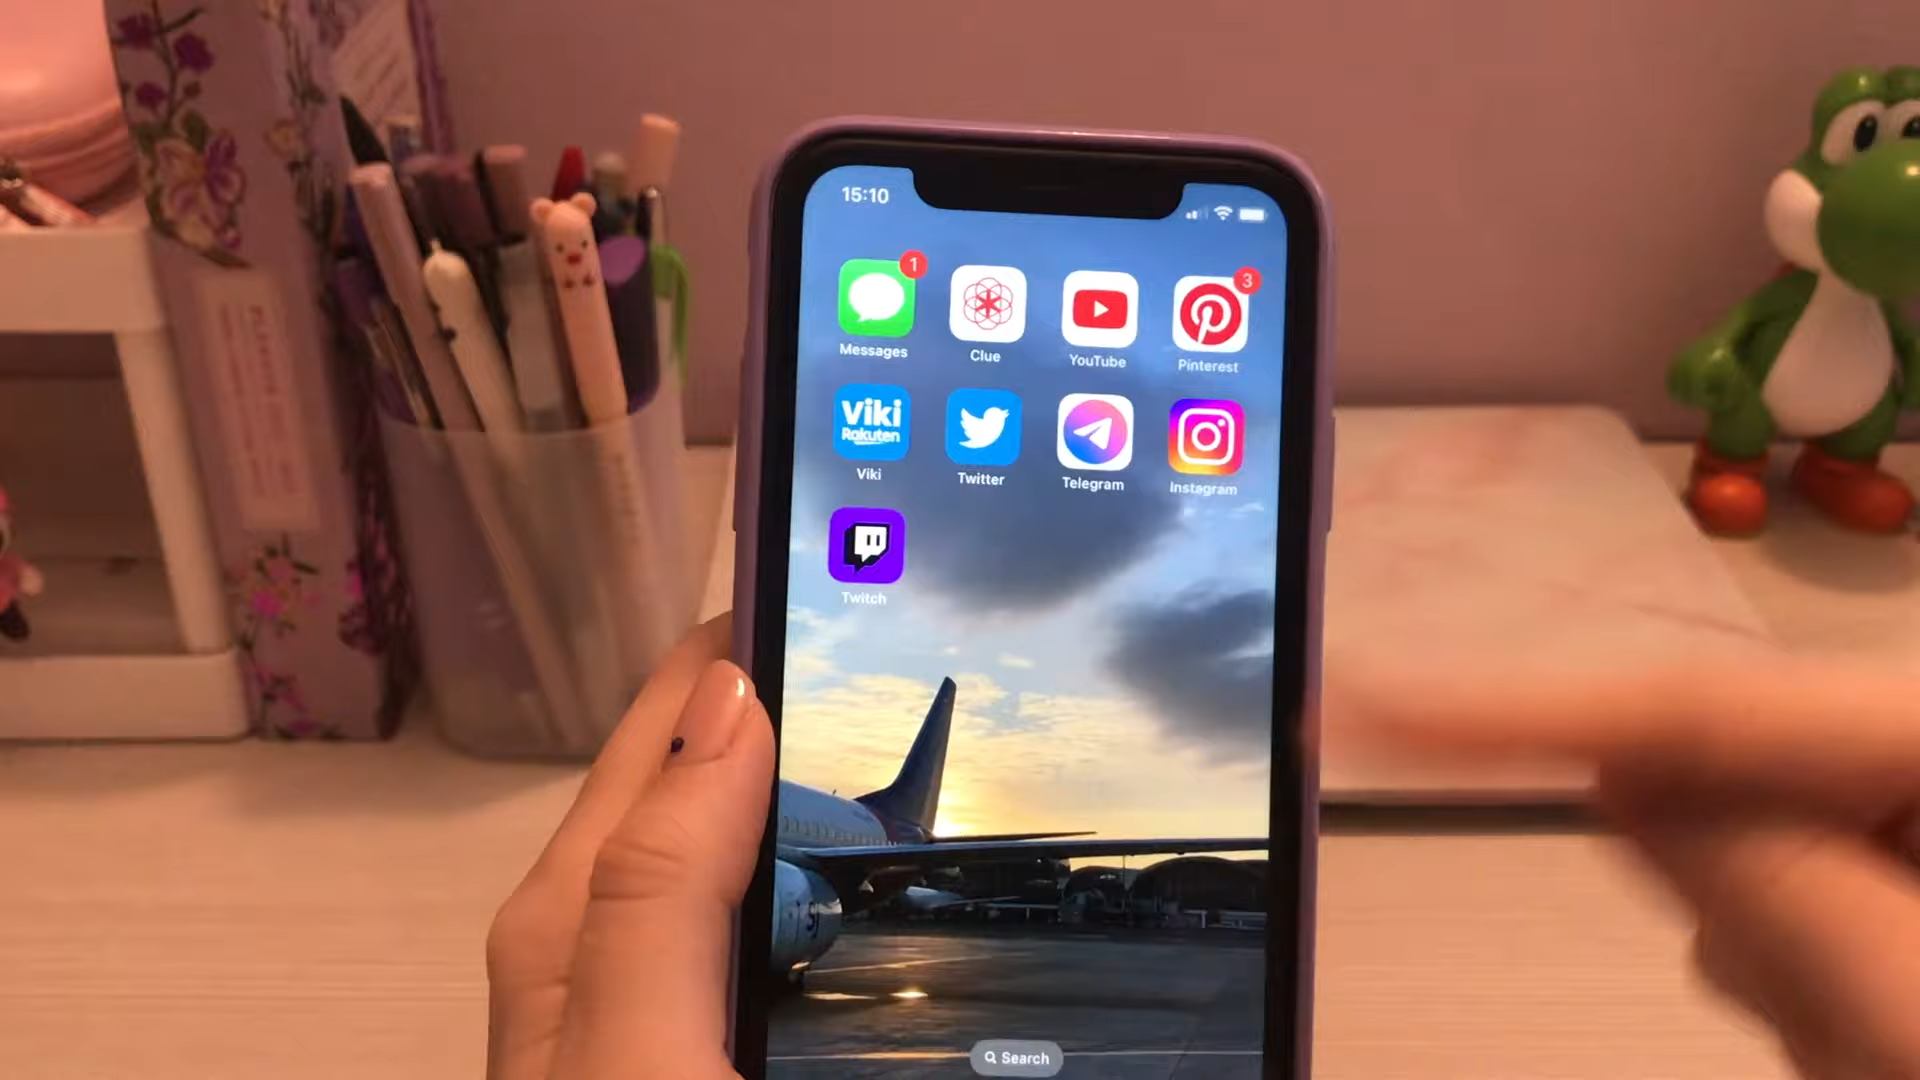 15:10
1
3
Messages
Clue
YouTube
Pinterest
Viki
Rakuten
Viki
Twitter
Telegram
Instagram
Twitch
Search